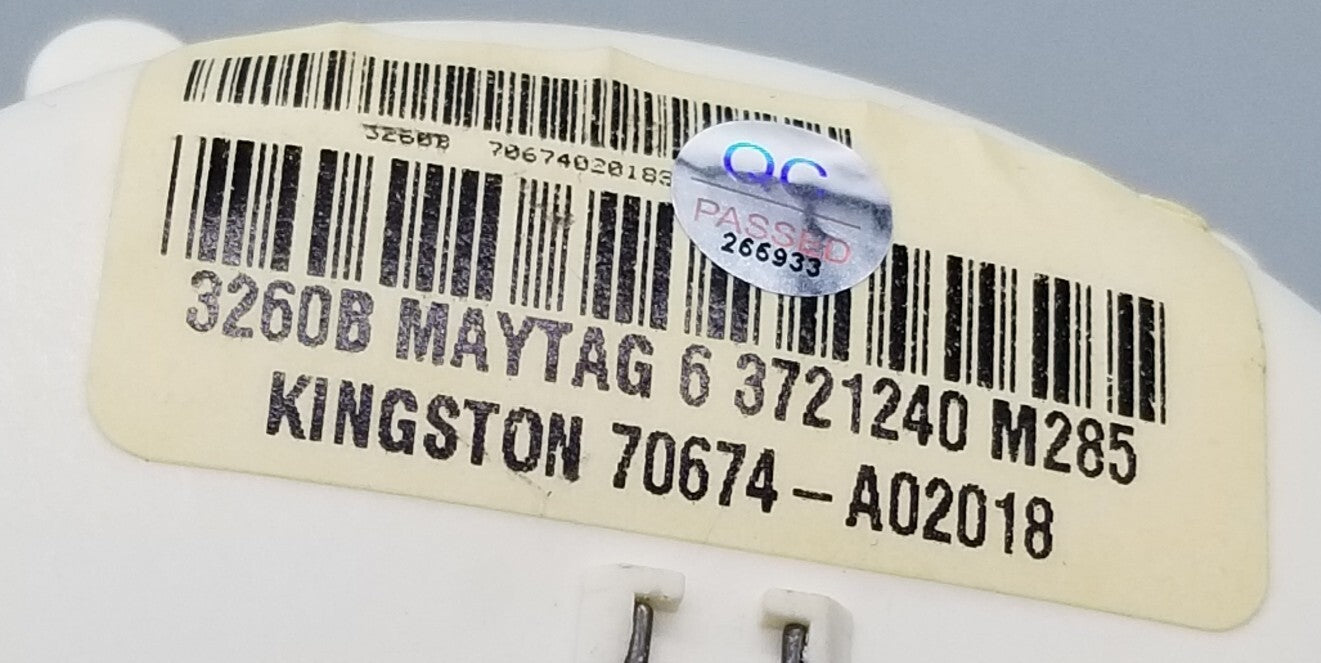 3260B 70674020183
QC
PASSED
266933
3260B MAYTAG 6 3721240 M285
KINGSTON 70674-A02018